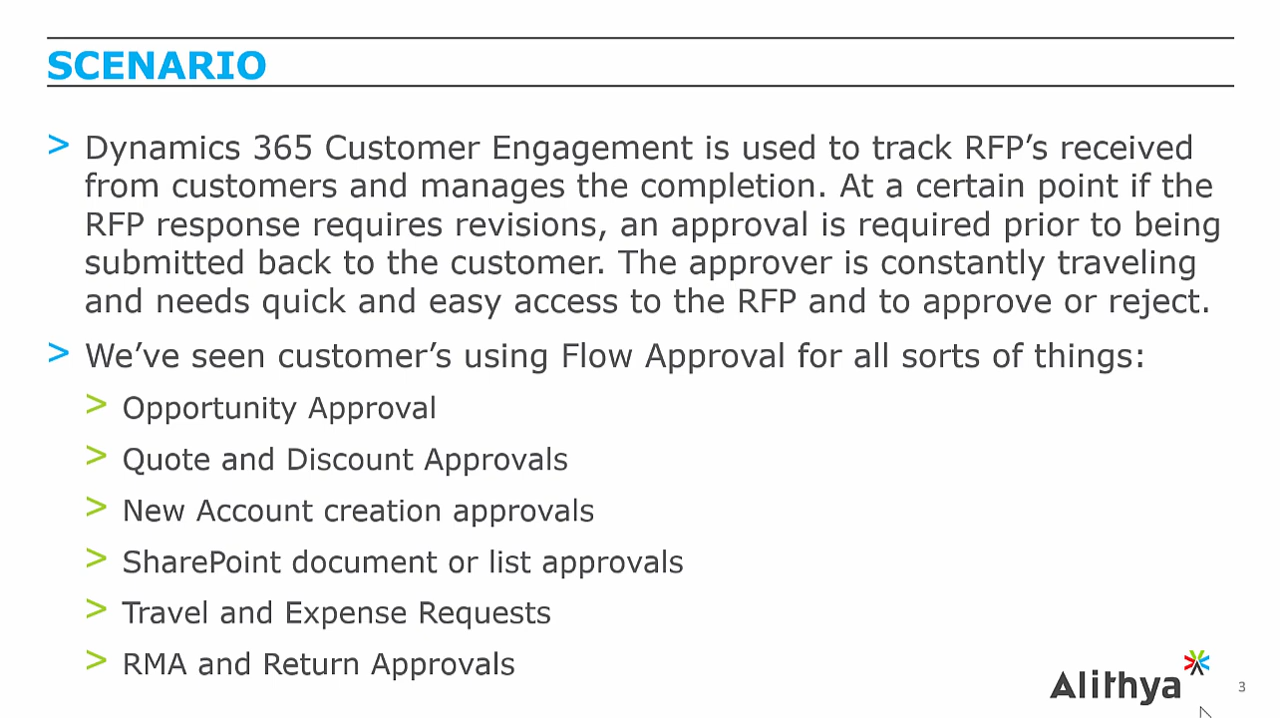 SCENARIO
> Dynamics 365 Customer Engagement is used to track RFP’s received
from customers and manages the completion. At a certain point if the
RFP response requires revisions, an approval is required prior to being
submitted back to the customer. The approver is constantly traveling
and needs quick and easy access to the RFP and to approve or reject.
> We’ve seen customer’s using Flow Approval for all sorts of things:
> Opportunity Approval
> Quote and Discount Approvals
> New Account creation approvals
> SharePoint document or list approvals
> Travel and Expense Requests
> RMA and Return Approvals
Alithya
3